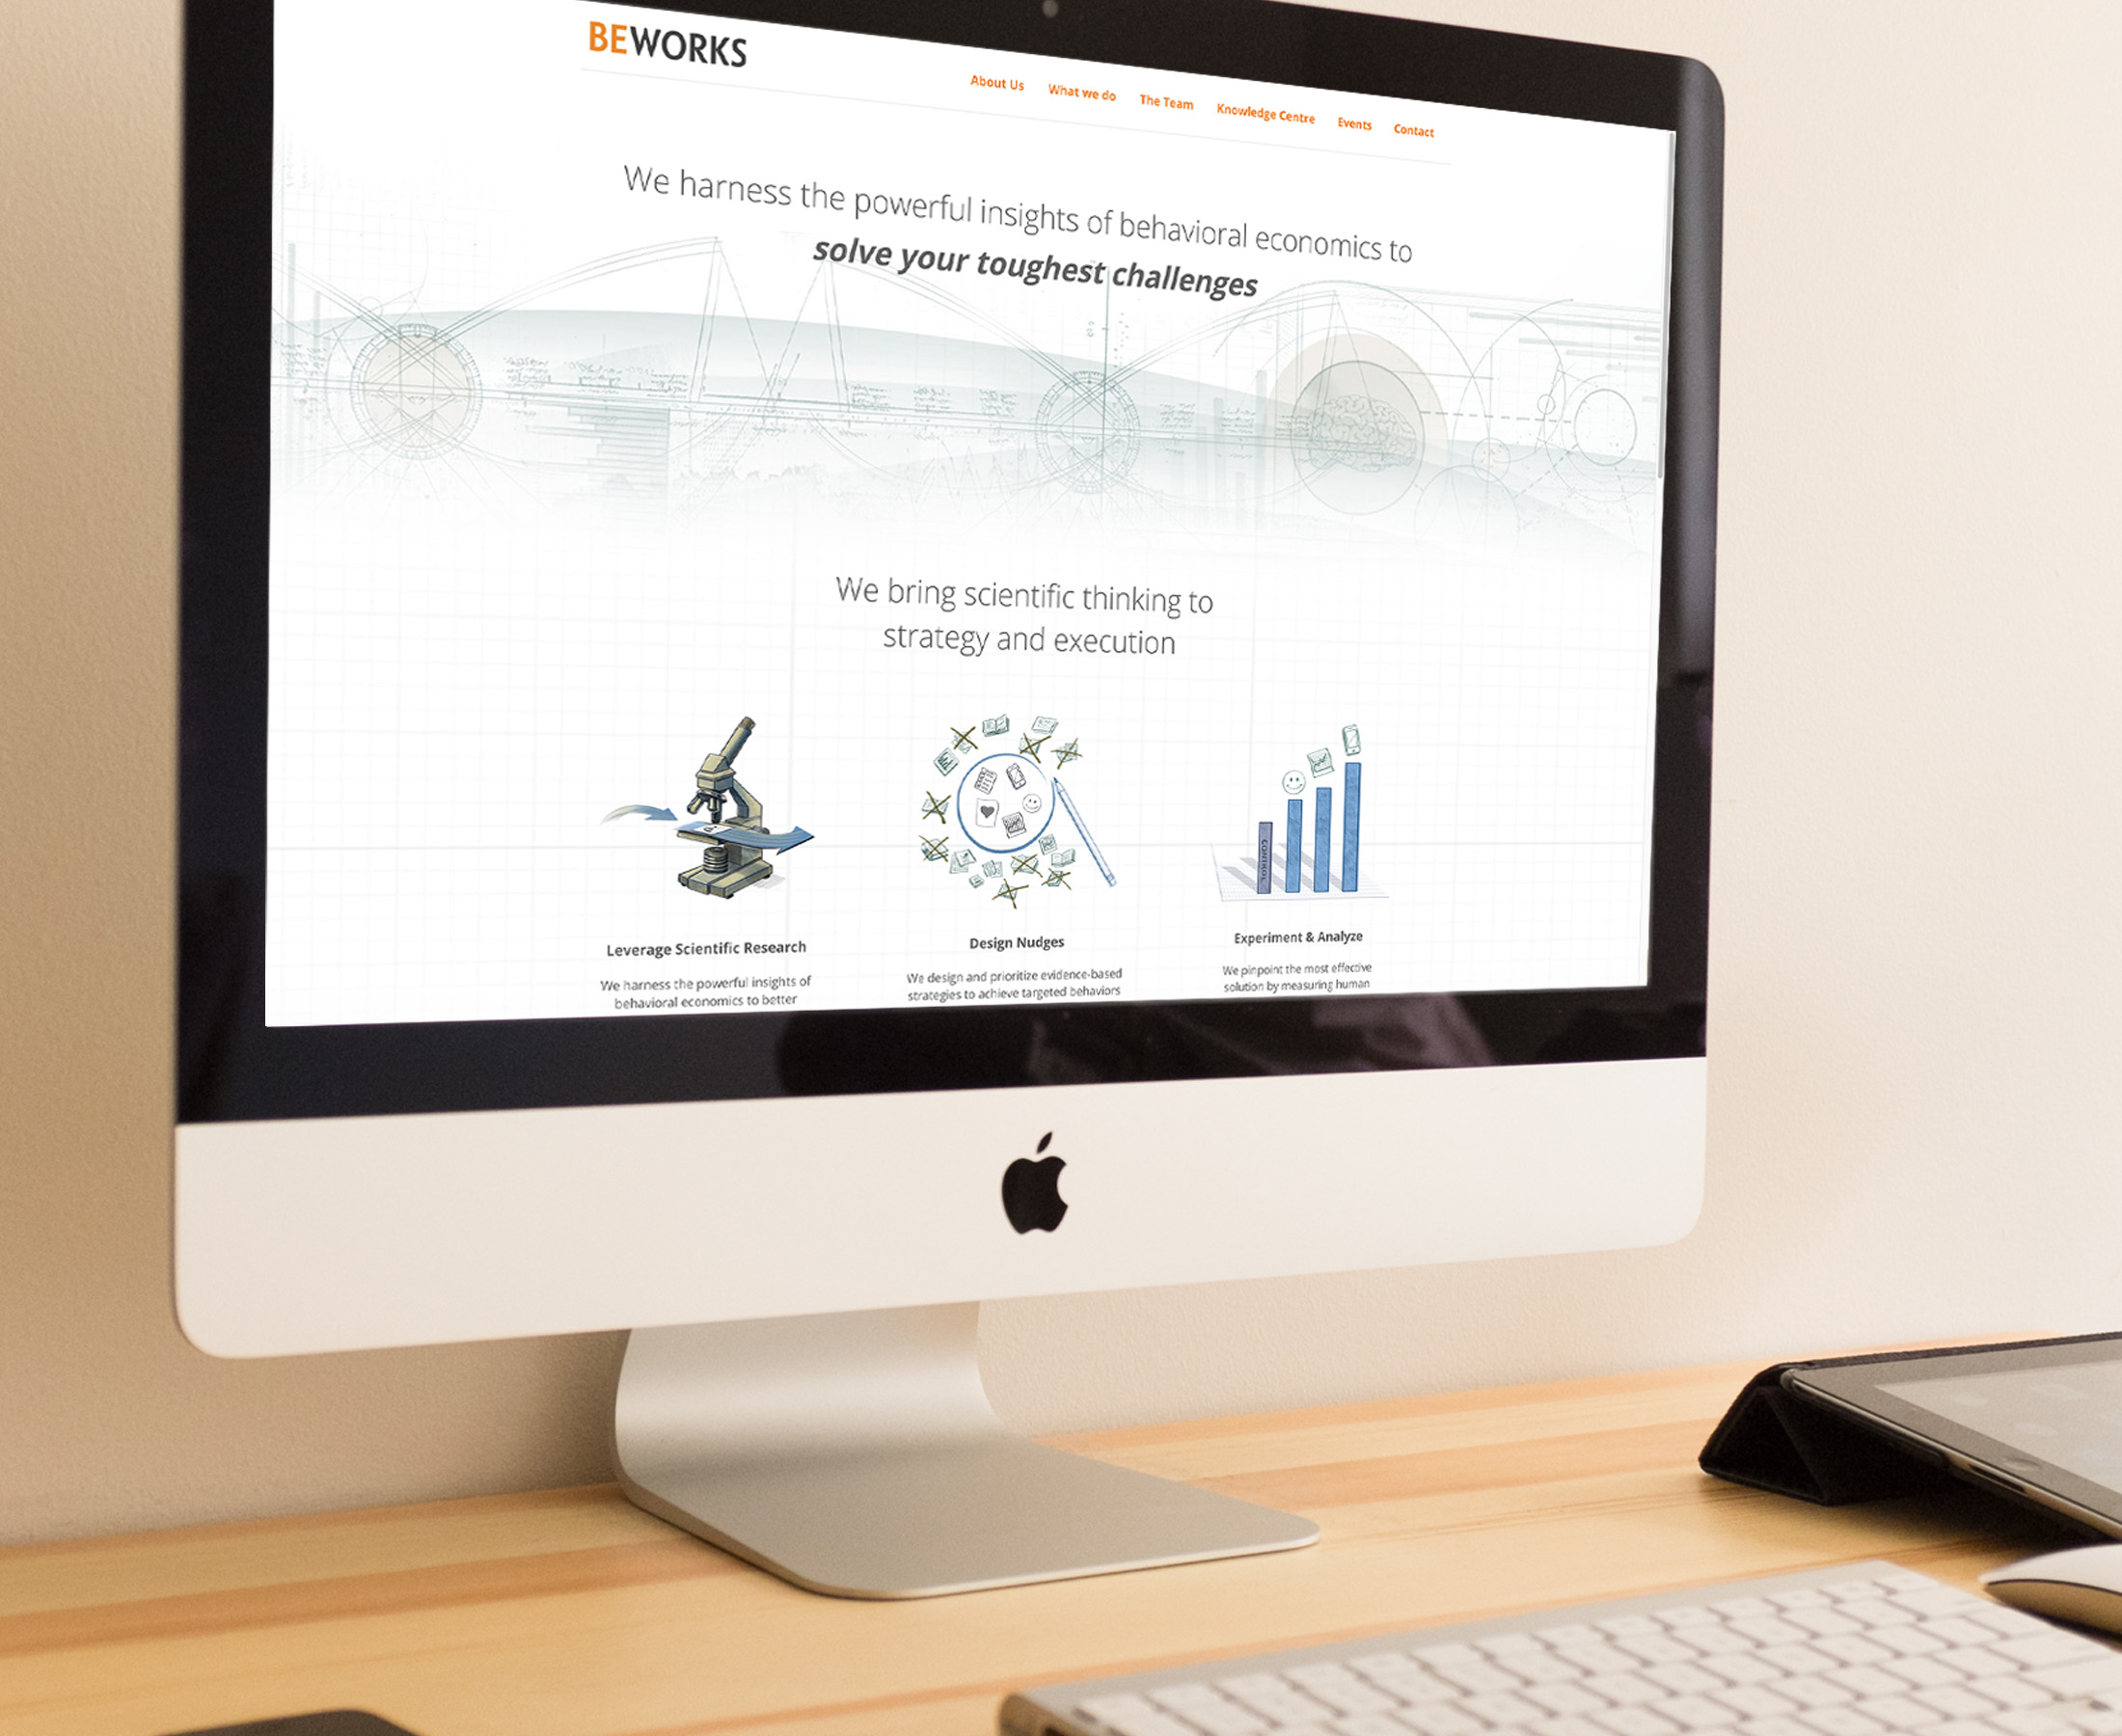 BEWORKS
About Us What we do The Team Knowledge Centre Events Contact
We harness the powerful insights of behavioral economics to
solve your toughest challenges
We bring scientific thinking to
strategy and execution
CONTROL
Leverage Scientific Research
We harness the powerful insights of
behavioral economics to better
Design Nudges
We design and prioritize evidence-based
strategies to achieve targeted behaviors
Experiment & Analyze
We pinpoint the most effective
solution by measuring human